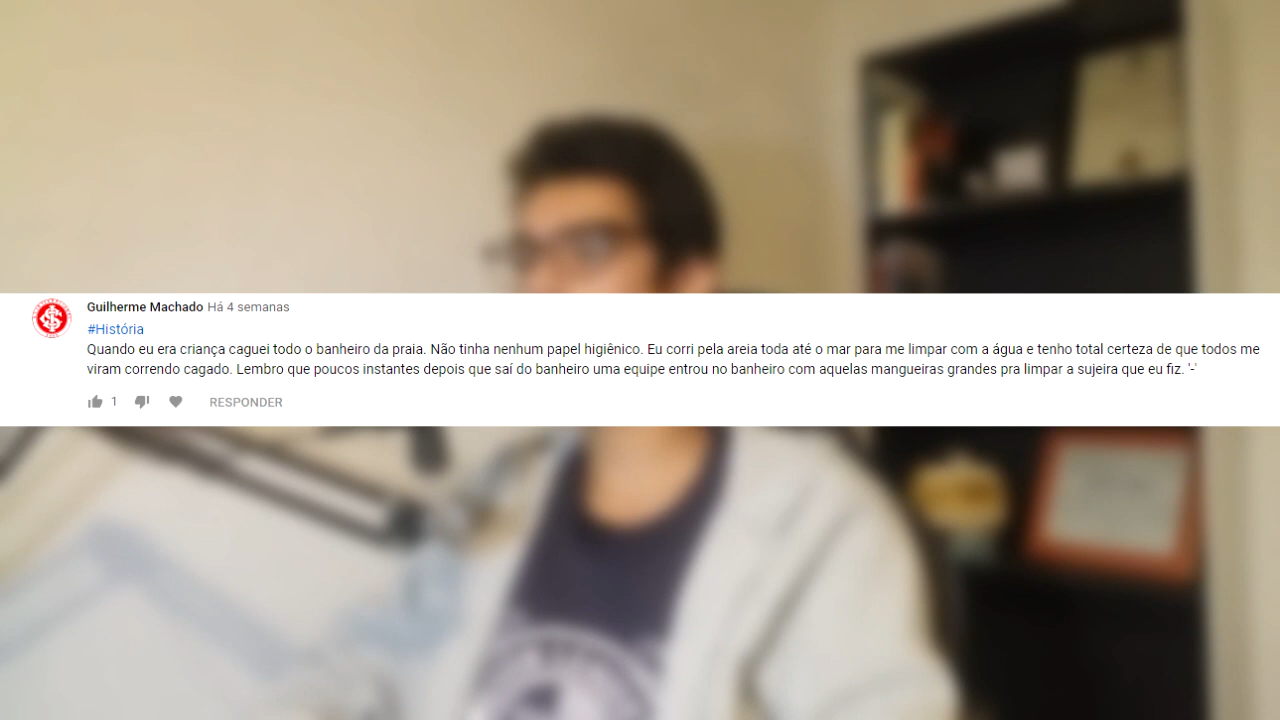 Guilherme Machado Há 4 semanas
#História
Quando eu era criança caguei todo o banheiro da praia. Não tinha nenhum papel higiênico. Eu corri pela areia toda até o mar para me limpar com a água e tenho total certeza de que todos me
viram correndo cagado. Lembro que poucos instantes depois que saí do banheiro uma equipe entrou no banheiro com aquelas mangueiras grandes pra limpar a sujeira que eu fiz. '-'
1 RESPONDER